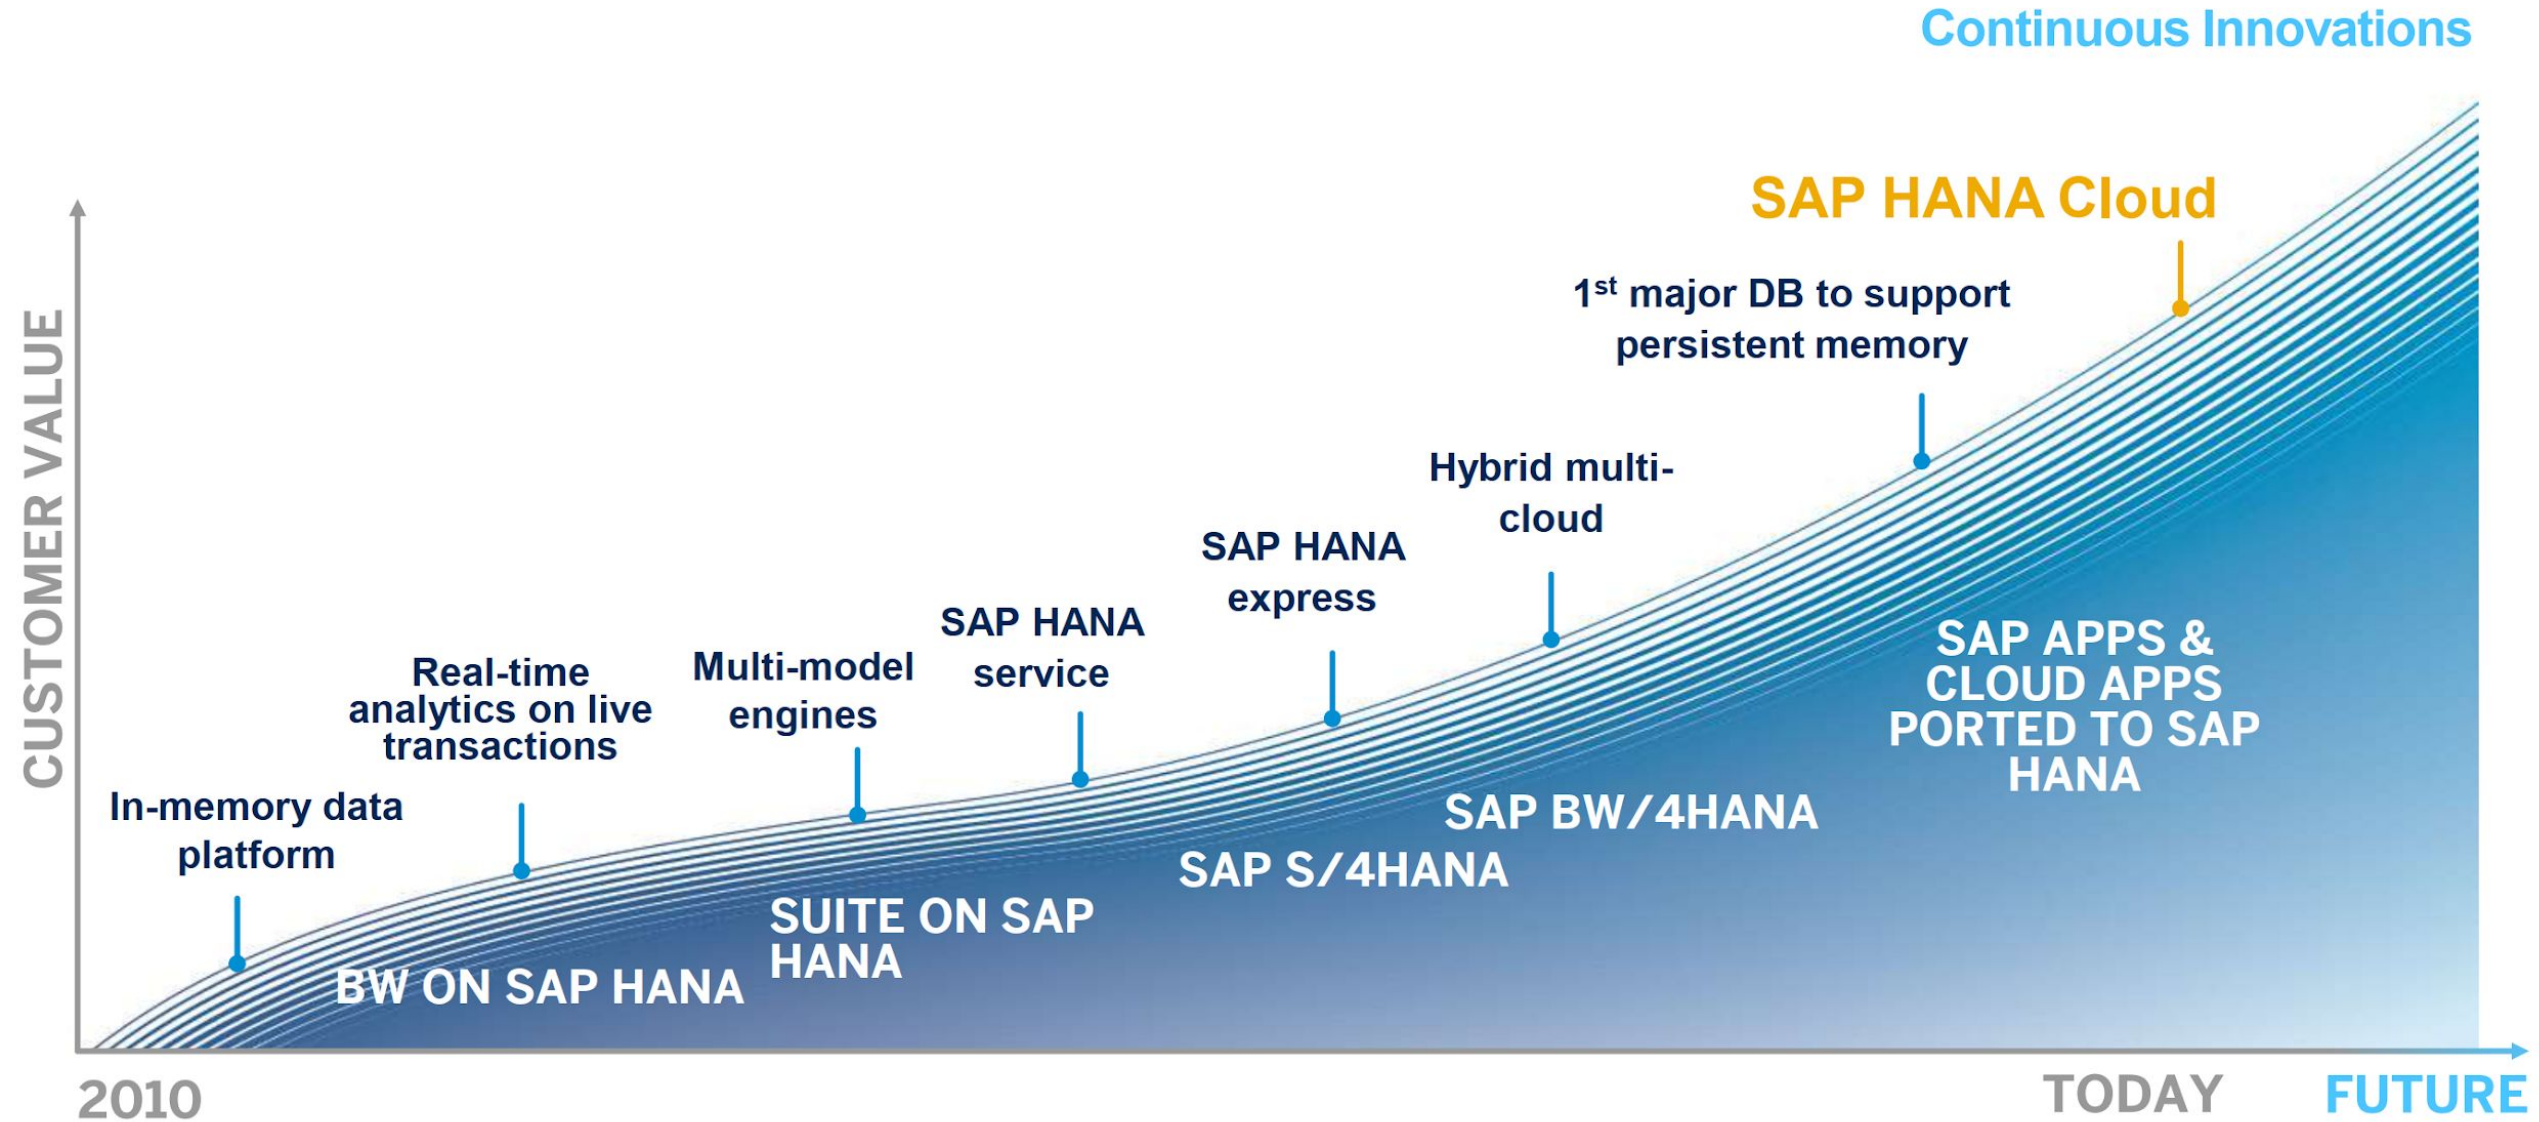 Continuous Innovations
SAP HANA Cloud
1st major DB to support
persistent memory
Hybrid multi-
cloud
SAP HANA
express
SAP HANA
service
Multi-model
engines
Real-time
analytics on live
transactions
In-memory data
platform
CUSTOMER VALUE
BW ON SAP HANA
SUITE ON SAP
HANA
SAP S/4HANA
SAP BW/4HANA
SAP APPS &
CLOUD APPS
PORTED TO SAP
HANA
2010
TODAY
FUTURE